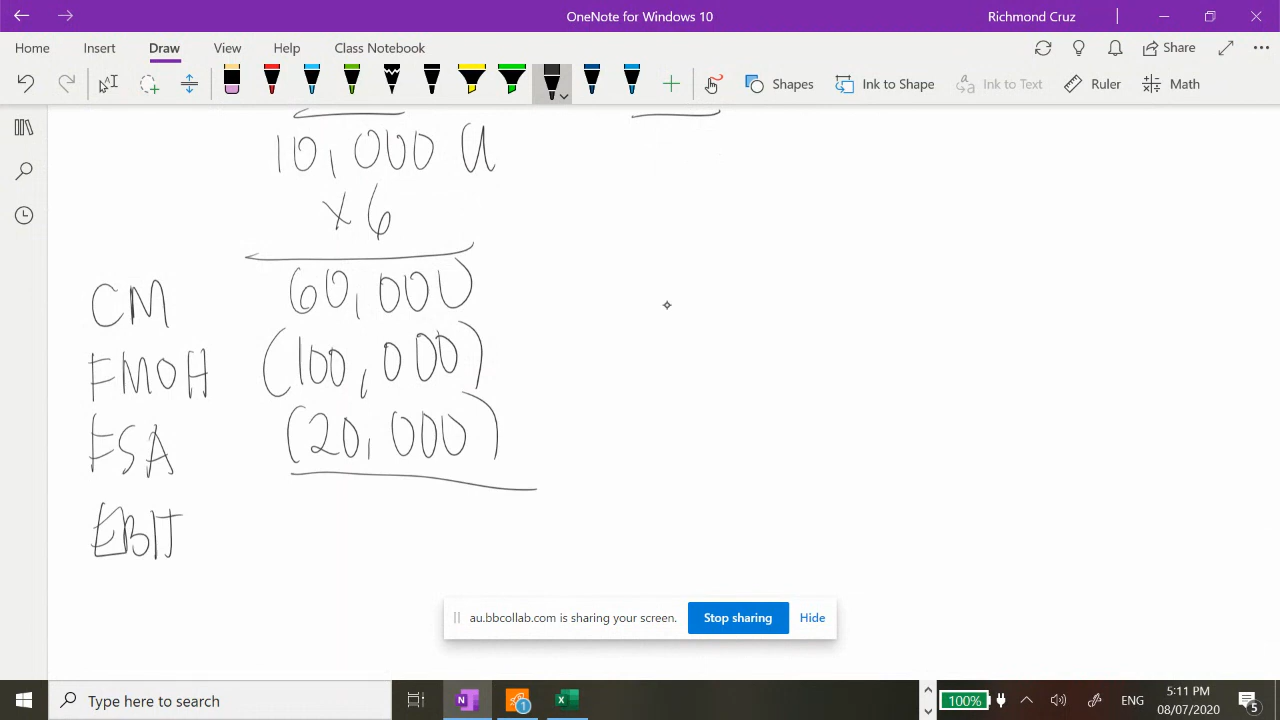 OneNote for Windows 10
Richmond Cruz
Home Insert Draw View Help Class Notebook
Share
Shapes Ink to Shape Ink to Text Ruler Math
10,000 U
x 6
60,000
CM
(100,000)
FMOH
(20,000)
FSA
EBIT
au.bbcollab.com is sharing your screen. Stop sharing Hide
Type here to search
1
100%
ENG
5:11 PM
08/07/2020
5